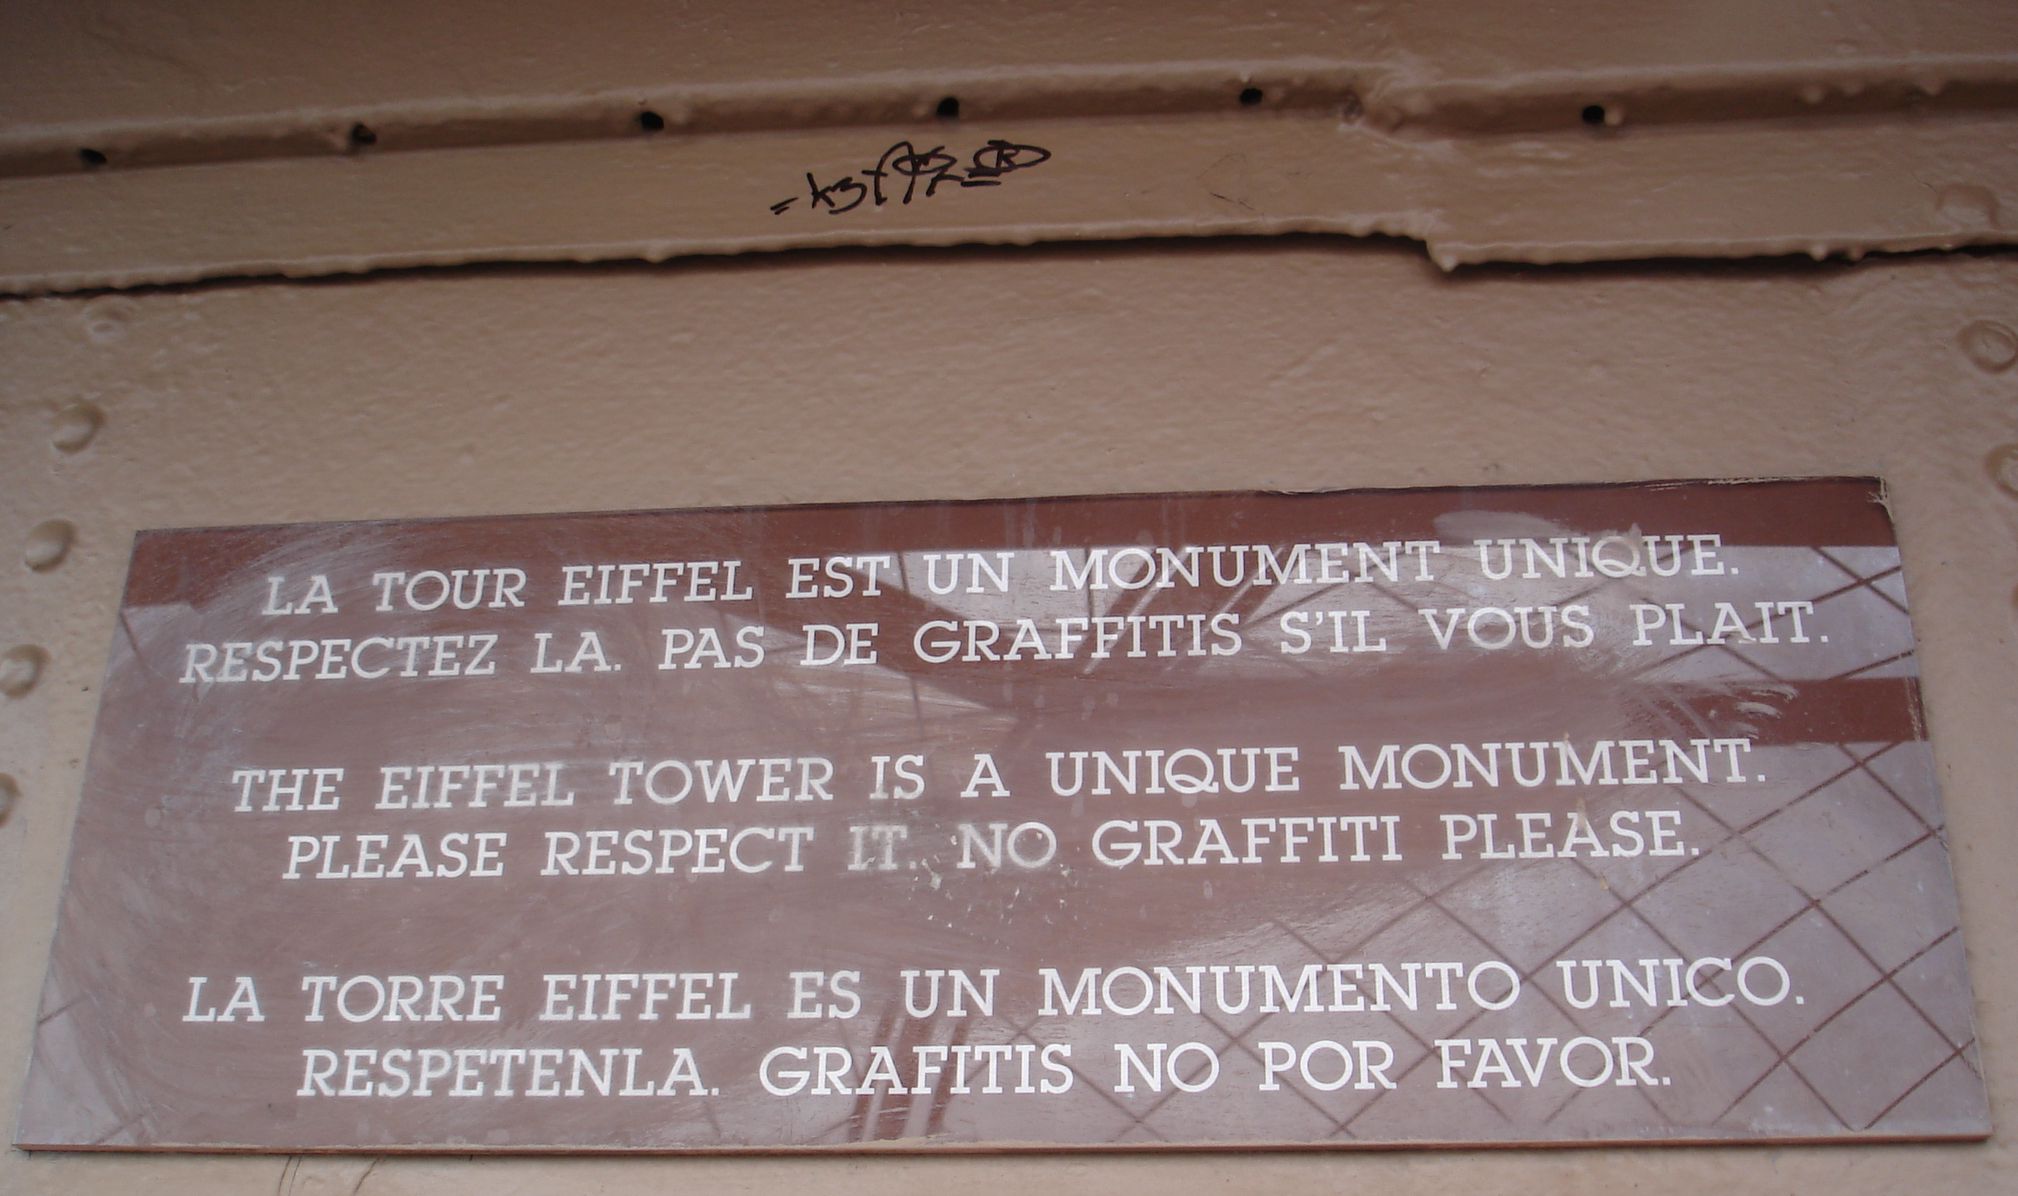 LA TOUR EIFFEL EST UN MONUMENT UNIQUE.
RESPECTEZ LA. PAS DE GRAFFITIS S'IL VOUS PLAIT.
THE EIFFEL TOWER IS A UNIQUE MONUMENT.
PLEASE RESPECT IT. NO GRAFFITI PLEASE.
LA TORRE EIFFEL ES UN MONUMENTO UNICO.
RESPETENLA. GRAFITIS NO POR FAVOR.